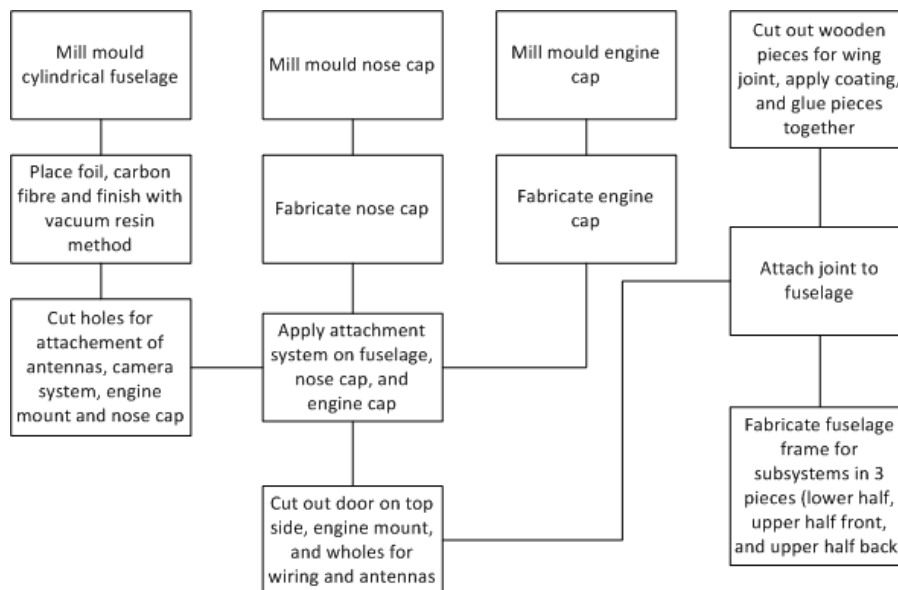 Mill mould
cylindrical fuselage
Mill mould nose cap
Mill mould engine
cap
Cut out wooden
pieces for wing
joint, apply coating,
and glue pieces
together
Place foil, carbon
fibre and finish with
vacuum resin
method
Fabricate nose cap
Fabricate engine
cap
Attach joint to
fuselage
Cut holes for
attachement of
antennas, camera
system, engine
mount and nose cap
Apply attachment
system on fuselage,
nose cap, and
engine cap
Cut out door on top
side, engine mount,
and wholes for
wiring and antennas
Fabricate fuselage
frame for
subsystems in 3
pieces (lower half,
upper half front,
and upper half back